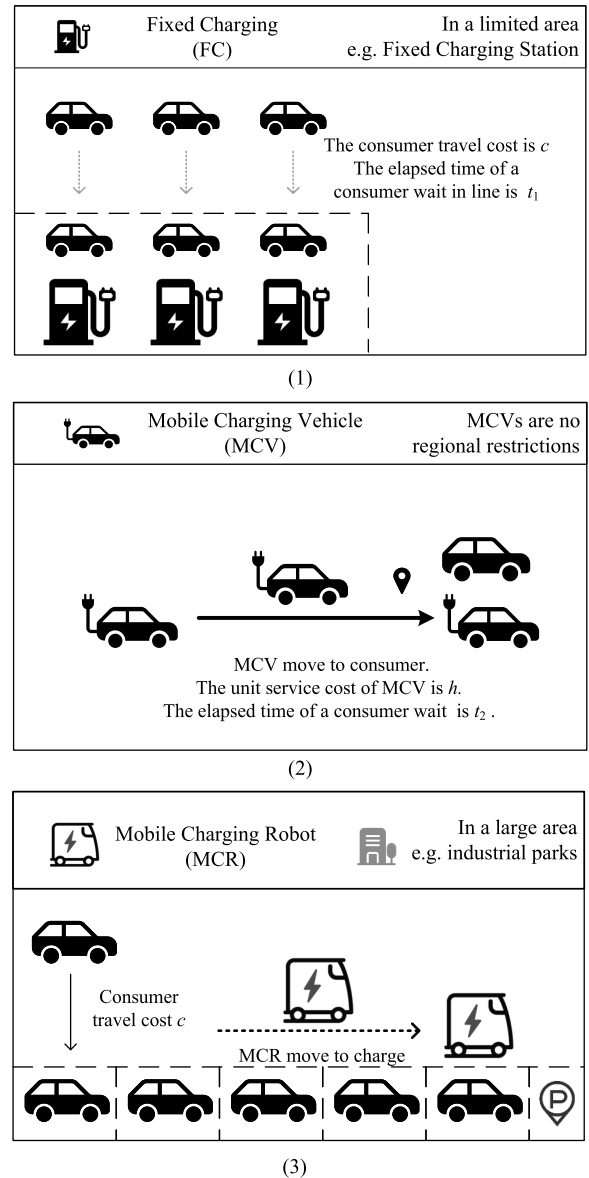 Fixed Charging
(FC)
In a limited area
e.g. Fixed Charging Station
The consumer travel cost is c
The elapsed time of a
consumer wait in line is t₁
(1)
Mobile Charging Vehicle
(MCV)
MCVs are no
regional restrictions
MCV move to consumer.
The unit service cost of MCV is h.
The elapsed time of a consumer wait is t₂ .
(2)
Mobile Charging Robot
(MCR)
In a large area
e.g. industrial parks
Consumer
travel cost c
MCR move to charge
P
(3)